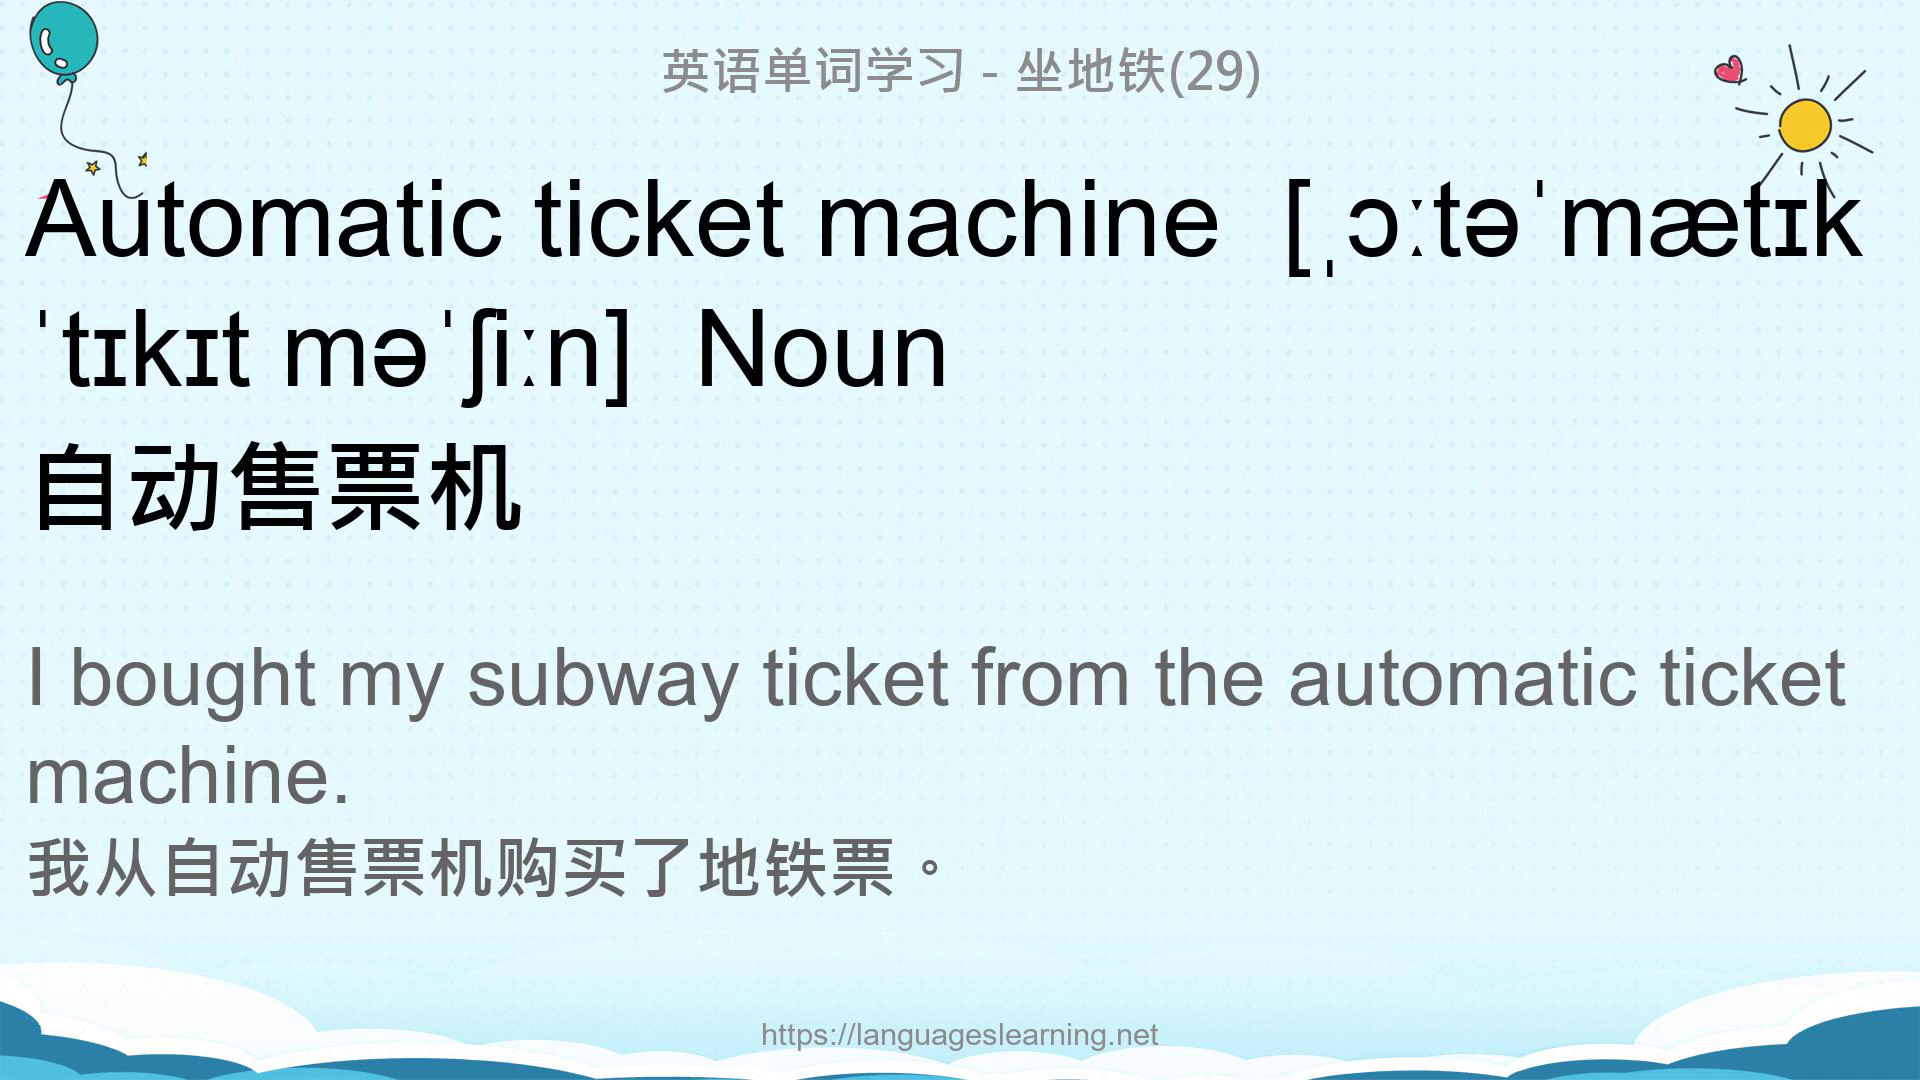 英语单词学习 - 坐地铁(29)
Automatic ticket machine  [ˌɔːtəˈmætɪk
ˈtɪkɪt məˈʃiːn]  Noun
自动售票机
I bought my subway ticket from the automatic ticket
machine.
我从自动售票机购买了地铁票。
https://languageslearning.net